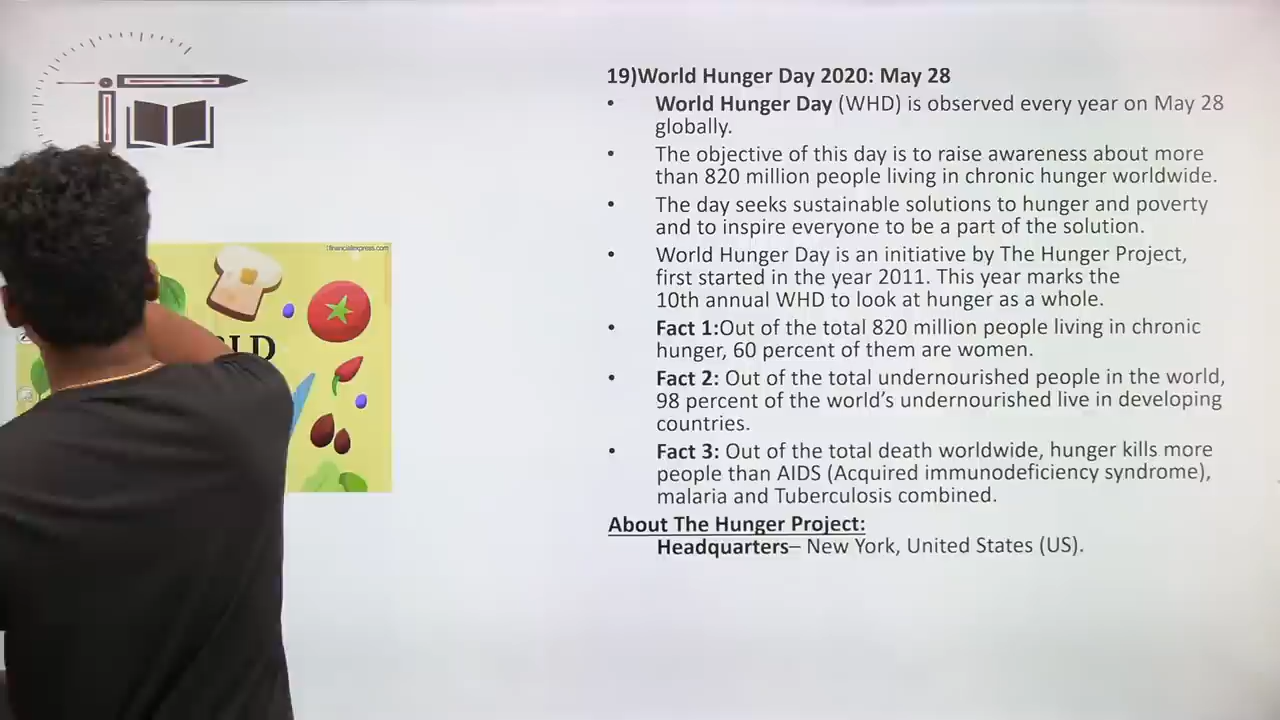 19)World Hunger Day 2020: May 28
• World Hunger Day (WHD) is observed every year on May 28
globally.
• The objective of this day is to raise awareness about more
than 820 million people living in chronic hunger worldwide.
• The day seeks sustainable solutions to hunger and poverty
and to inspire everyone to be a part of the solution.
• World Hunger Day is an initiative by The Hunger Project,
first started in the year 2011. This year marks the
10th annual WHD to look at hunger as a whole.
• Fact 1:Out of the total 820 million people living in chronic
hunger, 60 percent of them are women.
• Fact 2: Out of the total undernourished people in the world,
98 percent of the world's undernourished live in developing
countries.
• Fact 3: Out of the total death worldwide, hunger kills more
people than AIDS (Acquired immunodeficiency syndrome),
malaria and Tuberculosis combined.
About The Hunger Project:
Headquarters– New York, United States (US).